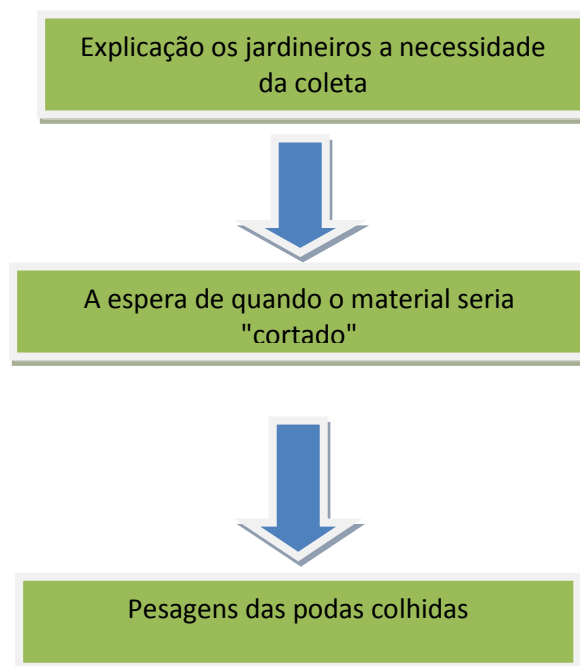 Explicação os jardineiros a necessidade
da coleta
A espera de quando o material seria
"cortado"
Pesagens das podas colhidas